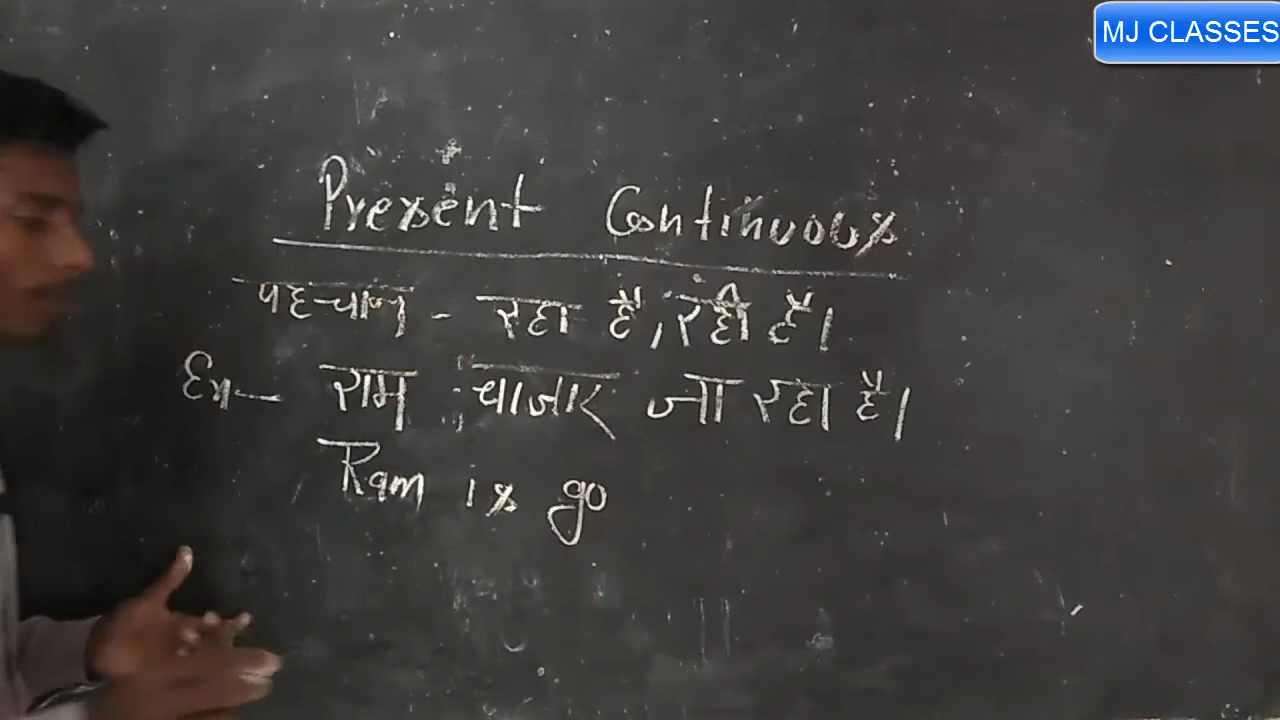 MJ CLASSES
Present Continuous
पहचान - रहा है, रही है।
Ex- राम बाजार जा रहा है।
Ram is go